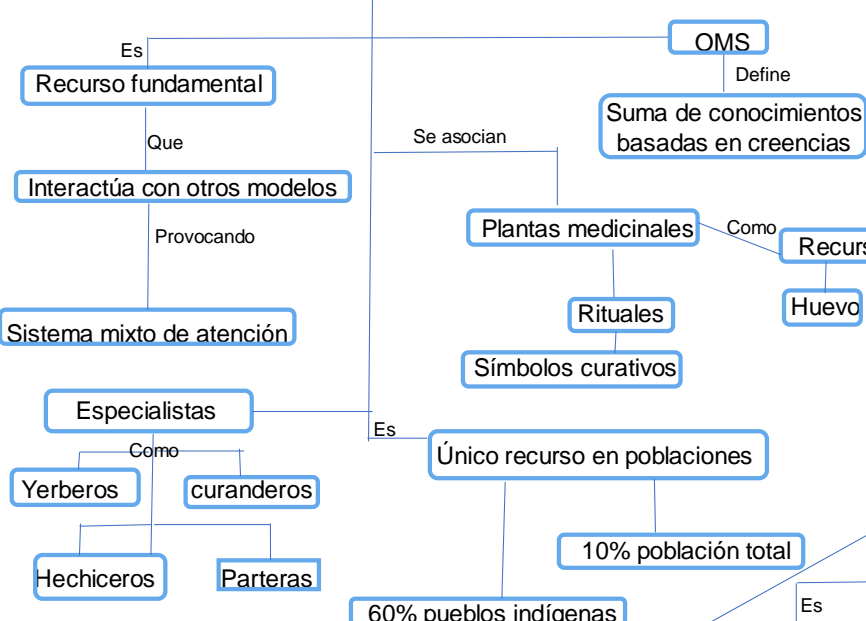 OMS
Es
Define
Recurso fundamental
Suma de conocimientos
basadas en creencias
Que
Se asocian
Interactúa con otros modelos
Plantas medicinales
Como
Provocando
Huevo
Rituales
Sistema mixto de atención
Símbolos curativos
Especialistas
Como
Es
Único recurso en poblaciones
Yerberos
curanderos
10% población total
Hechiceros
Parteras
60% pueblos indígenas
Es